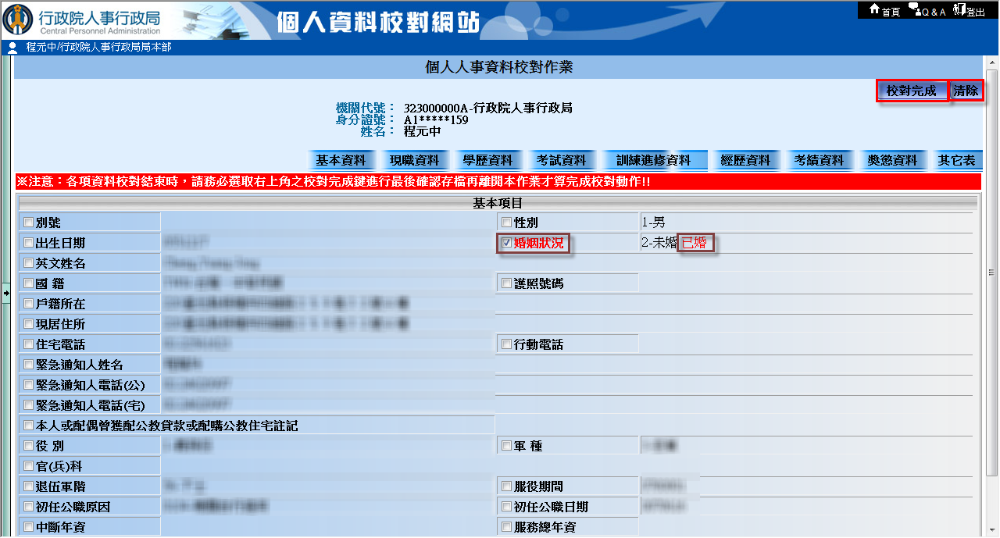 行政院人事行政局
Central Personnel Administration
個人資料校對網站
首頁 Q & A 登出
程元中/行政院人事行政局局本部
個人人事資料校對作業
校對完成 清除
機關代號： 323000000A-行政院人事行政局
身分證號： A1*****159
姓名： 程元中
基本資料 現職資料 學歷資料 考試資料 訓練進修資料 經歷資料 考績資料 獎懲資料 其它表
※注意：各項資料校對結束時，請務必選取右上角之校對完成鍵進行最後確認存檔再離開本作業才算完成校對動作!!
基本項目
別號 性別 1-男
出生日期 婚姻狀況 2-未婚 已婚
英文姓名
國 籍 護照號碼
戶籍所在
現居住所
住宅電話 行動電話
緊急通知人姓名
緊急通知人電話(公)
緊急通知人電話(宅)
本人或配偶曾獲配公教貸款或配購公教住宅註記
役 別 軍 種
官(兵)科
退伍軍階 服役期間
初任公職原因 初任公職日期
中斷年資 服務總年資